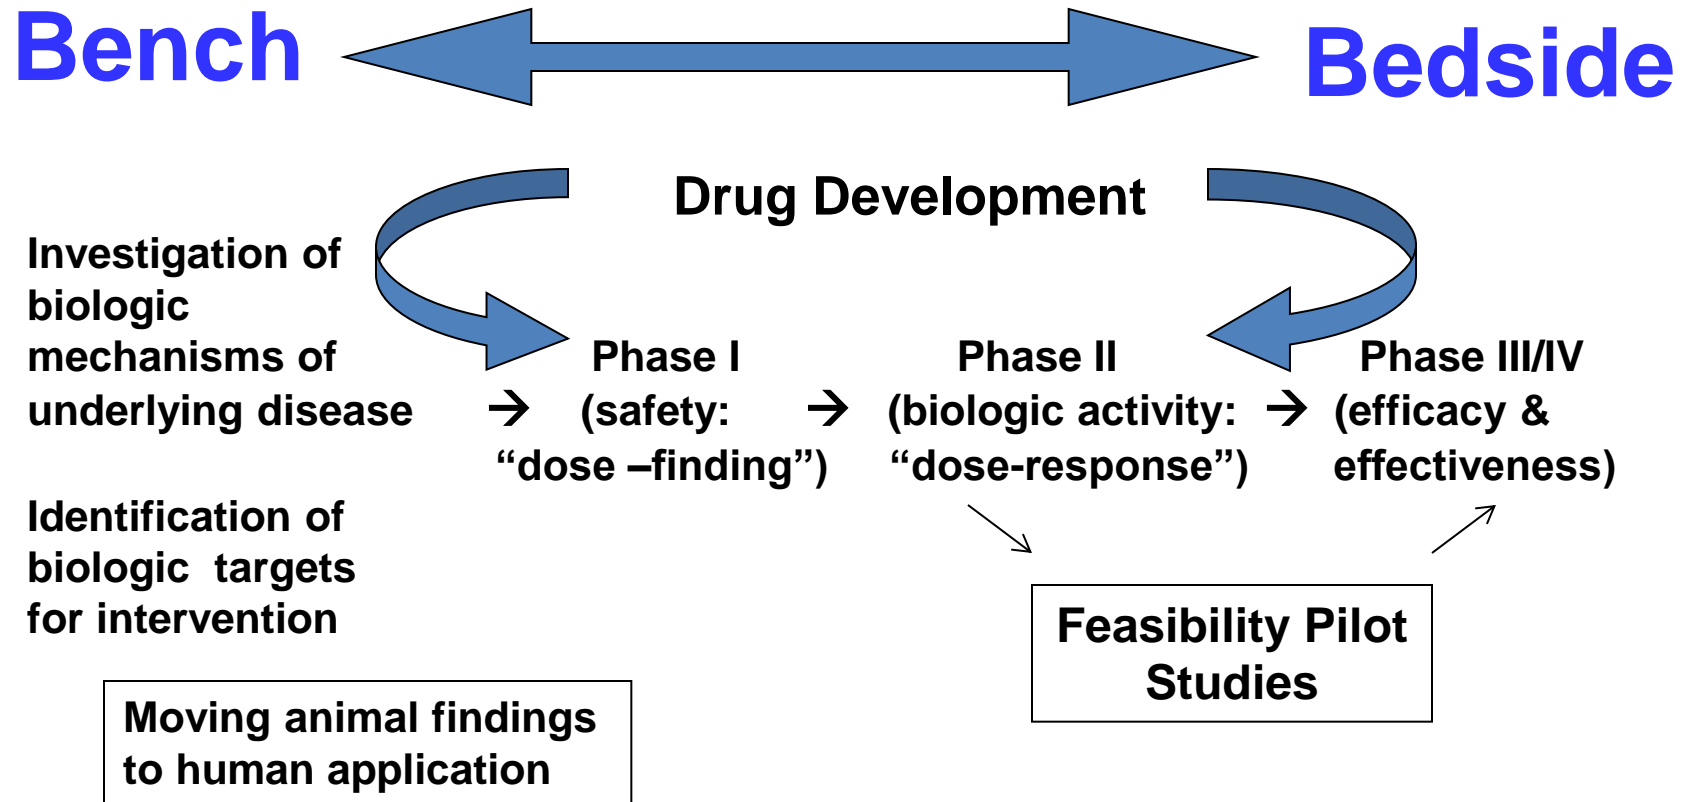 Bench
Bedside
Drug Development
Investigation of
biologic
mechanisms of
underlying disease
→ Phase I
(safety:
“dose –finding”)
→ Phase II
(biologic activity:
“dose-response”)
→ Phase III/IV
(efficacy &
effectiveness)
Identification of
biologic targets
for intervention
Feasibility Pilot
Studies
Moving animal findings
to human application